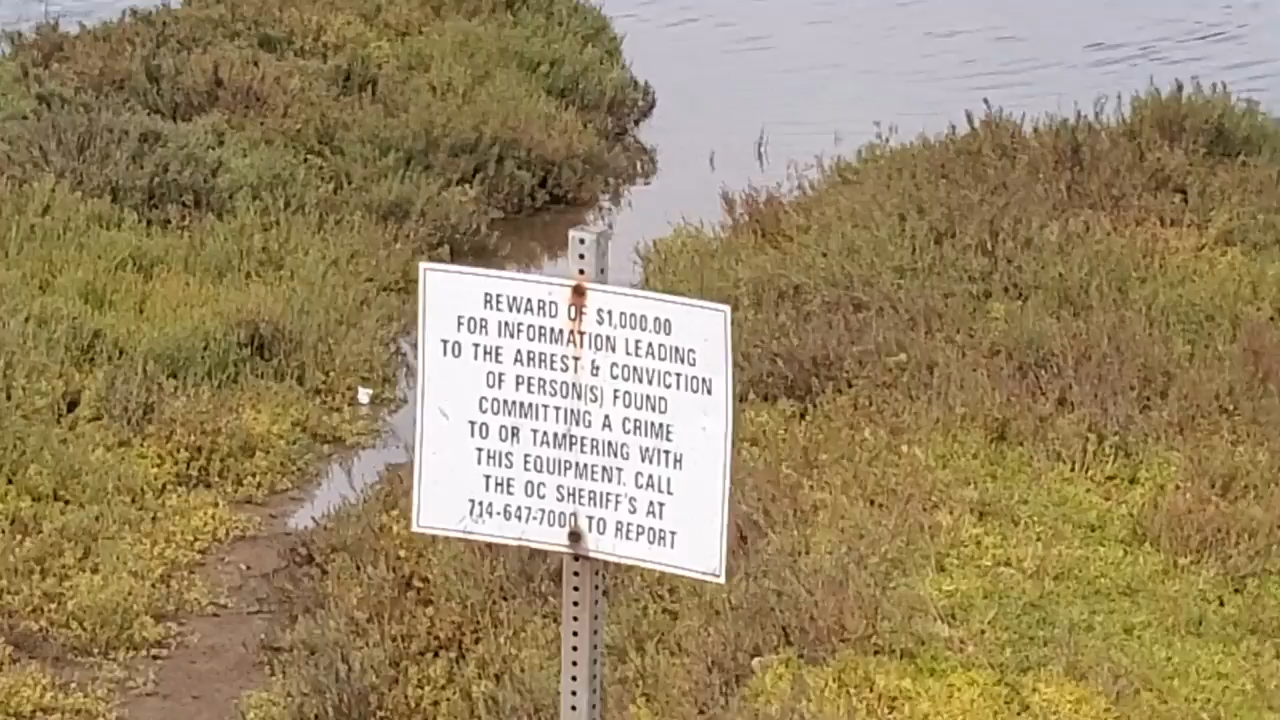 REWARD OF $1,000.00
FOR INFORMATION LEADING
TO THE ARREST & CONVICTION
OF PERSON(S) FOUND
COMMITTING A CRIME
TO OR TAMPERING WITH
THIS EQUIPMENT. CALL
THE OC SHERIFF'S AT
714-647-7000 TO REPORT